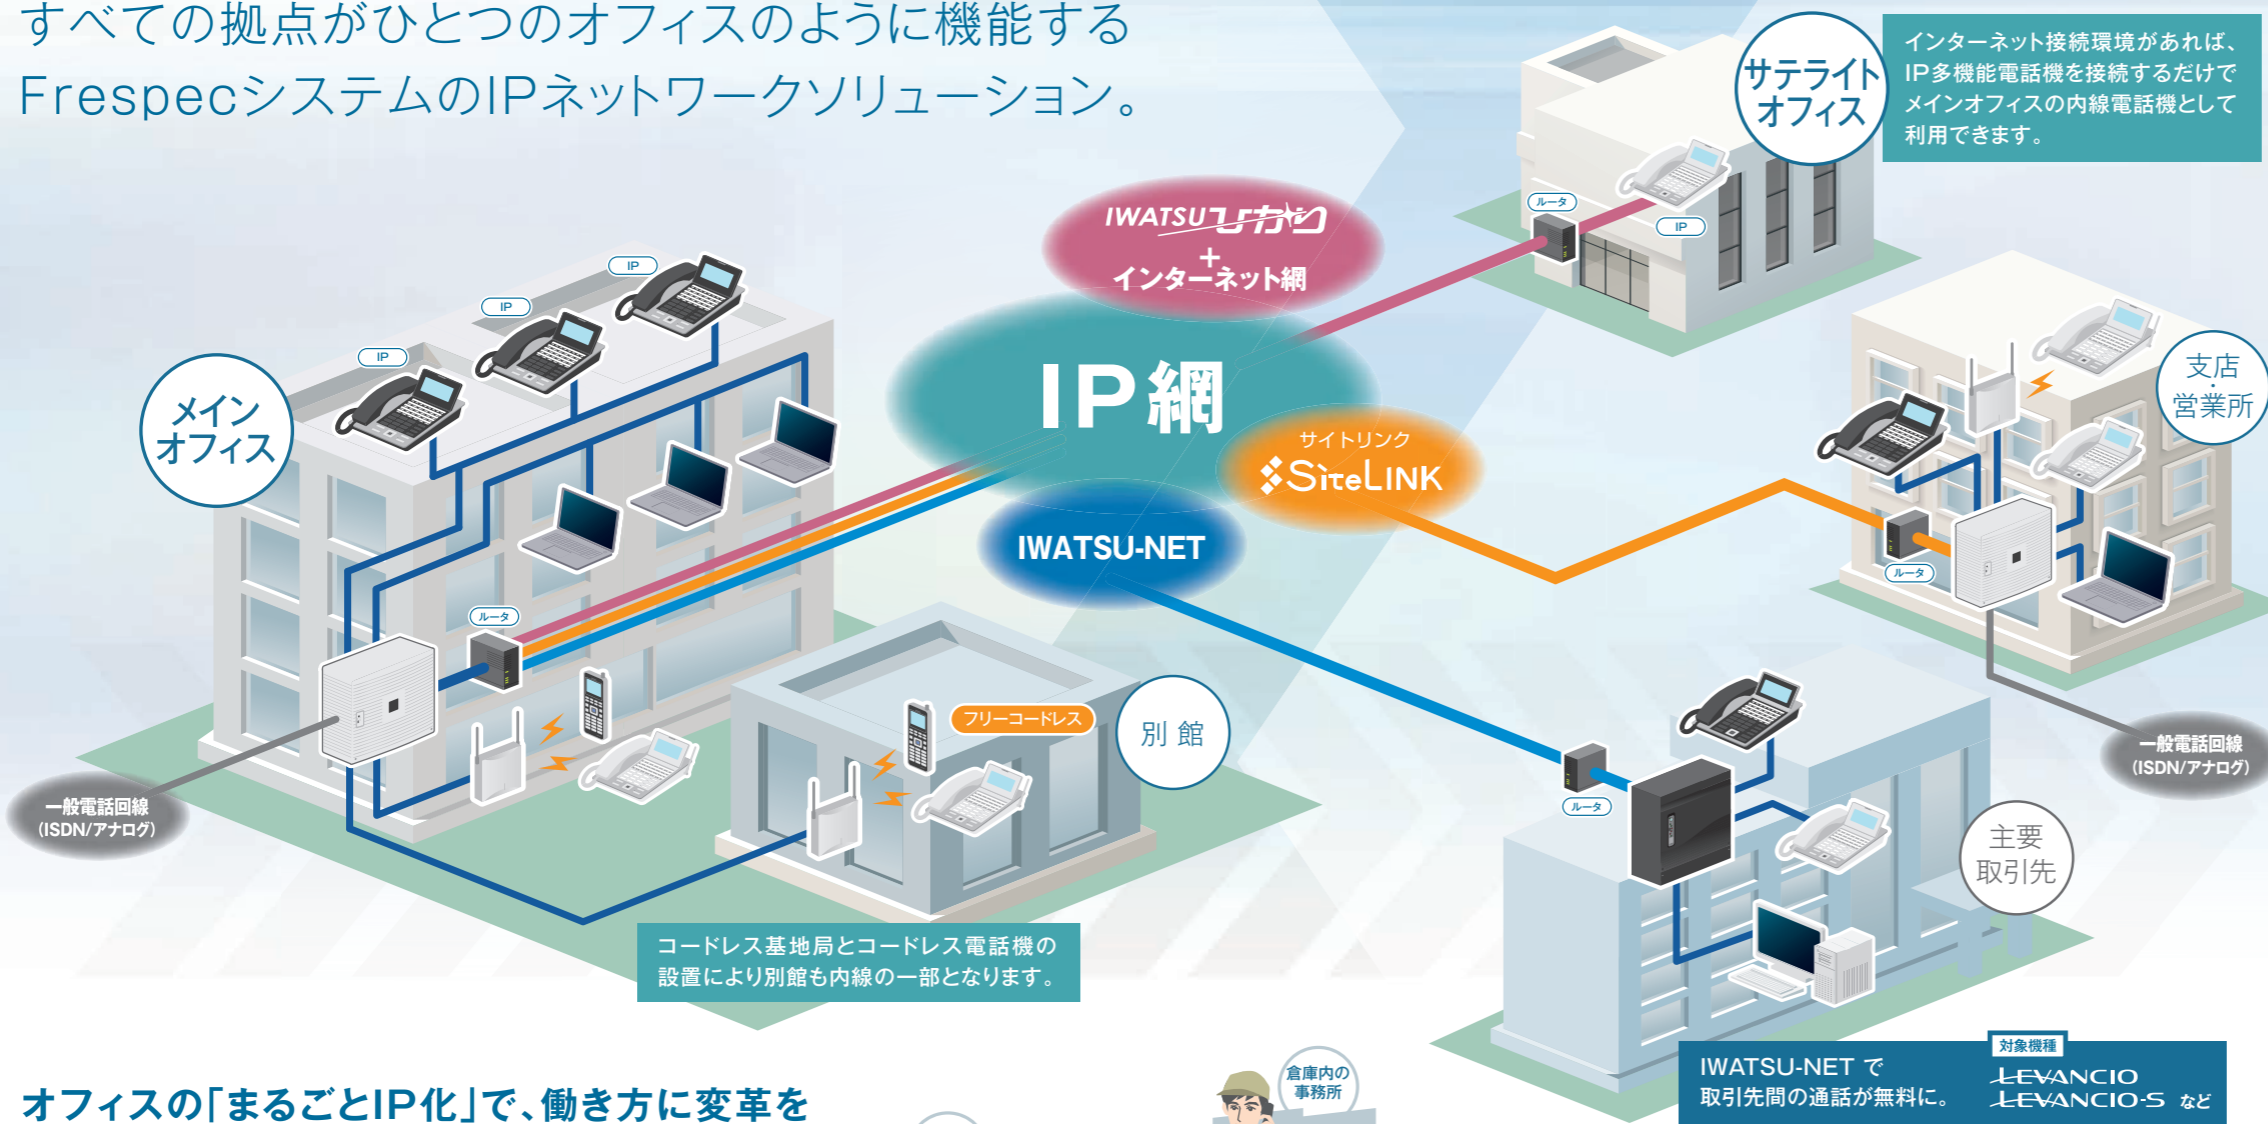 すべての拠点がひとつのオフィスのように機能する
FrespecシステムのIPネットワークソリューション。
サテライト
オフィス
インターネット接続環境があれば、
IP多機能電話機を接続するだけで
メインオフィスの内線電話機として
利用できます。
ルータ
IP
IWATSUひかり
+
インターネット網
IP網
サイトリンク
SiteLINK
IWATSU-NET
メイン
オフィス
IP
IP
IP
ルータ
一般電話回線
(ISDN/アナログ)
フリーコードレス
別館
コードレス基地局とコードレス電話機の
設置により別館も内線の一部となります。
支店
・
営業所
ルータ
一般電話回線
(ISDN/アナログ)
ルータ
主要
取引先
IWATSU-NET で
取引先間の通話が無料に。
対象機種
LEVANCIO
LEVANCIO-S など
オフィスの「まるごとIP化」で、働き方に変革を
倉庫内の
事務所